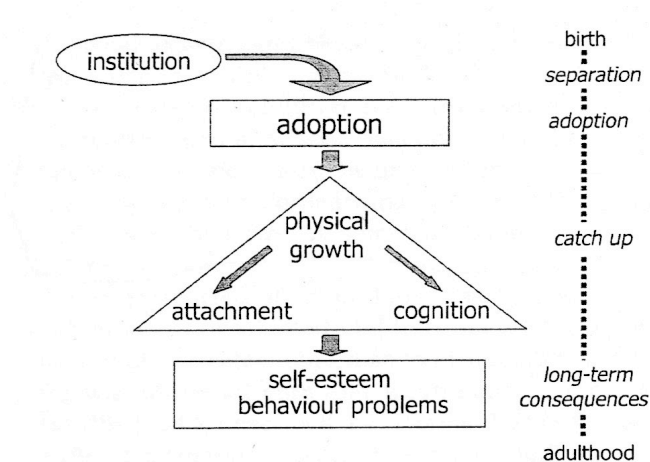 institution
adoption
physical
growth
attachment
cognition
self-esteem
behaviour problems
birth
separation
adoption
catch up
long-term
consequences
adulthood